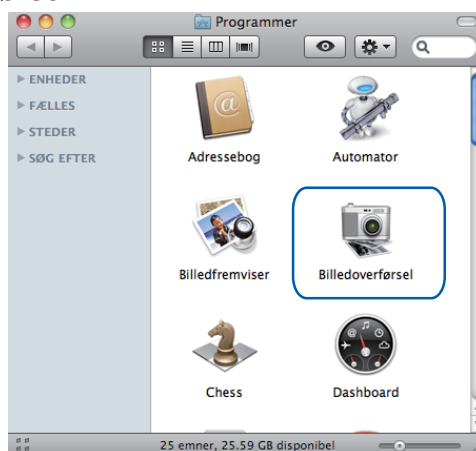 Programmer
ENHEDER
FÆLLES
STEDER
SØG EFTER
Adressebog
Automator
Billedfremviser
Billedoverførsel
Chess
Dashboard
25 emner, 25.59 GB disponibel